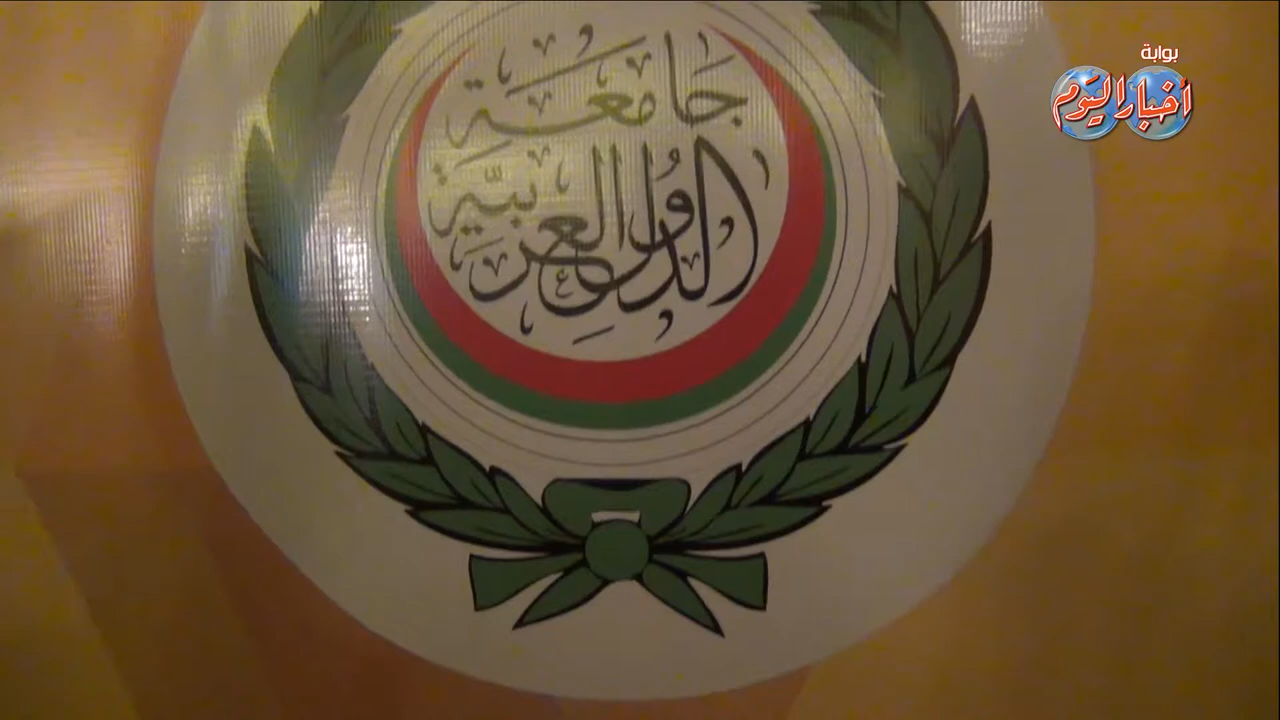 بوابة
أخبار اليوم
جامعة
الدول العربية